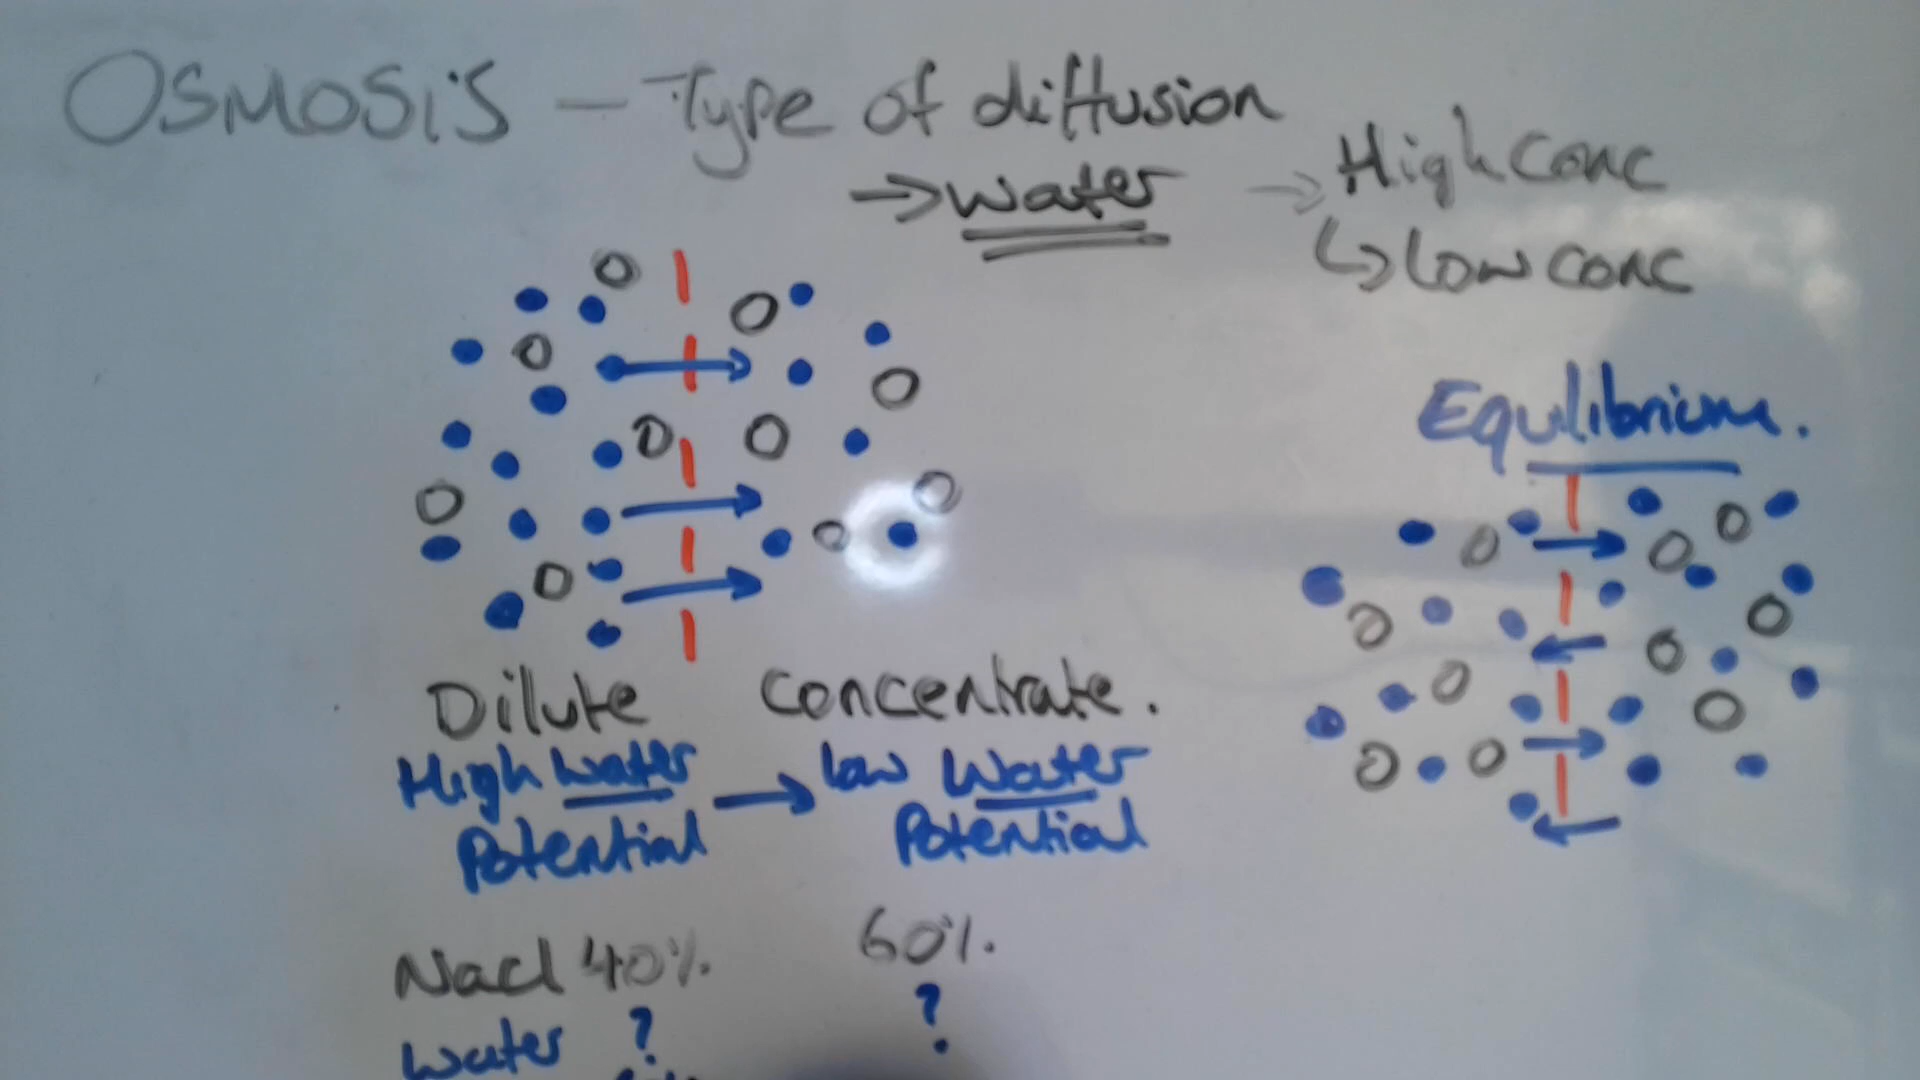 OSMOSiS – Type of diffusion
→ water → High conc
↳ low conc
Equilibrium.
Dilute concentrate.
High water → low water
Potential Potential
Nacl 40% 60%.
water ? ?